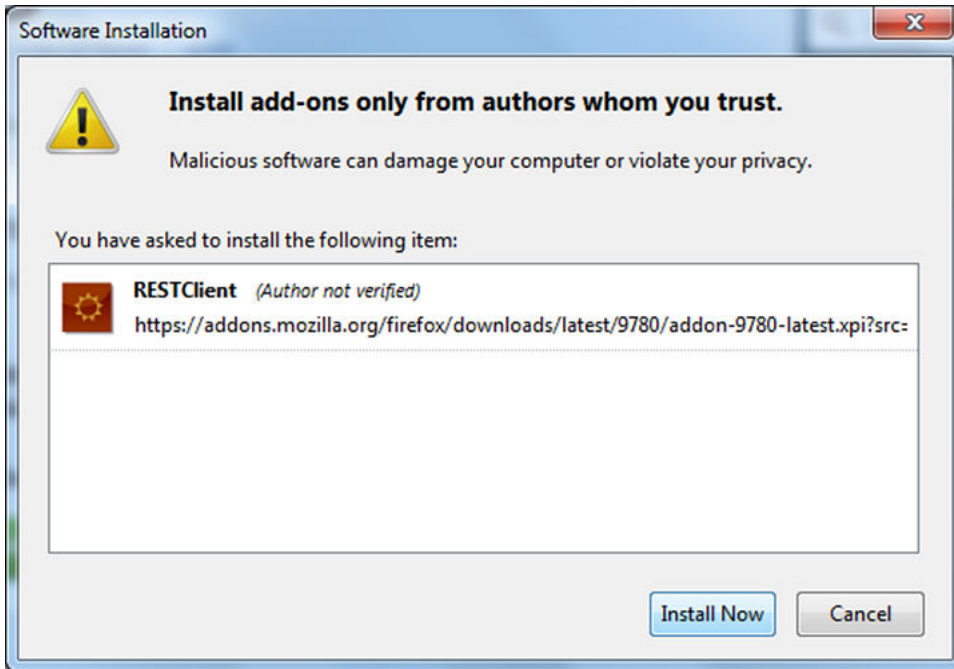 Software Installation
Install add-ons only from authors whom you trust.
Malicious software can damage your computer or violate your privacy.
You have asked to install the following item:
RESTClient (Author not verified)
https://addons.mozilla.org/firefox/downloads/latest/9780/addon-9780-latest.xpi?src=
Install Now Cancel